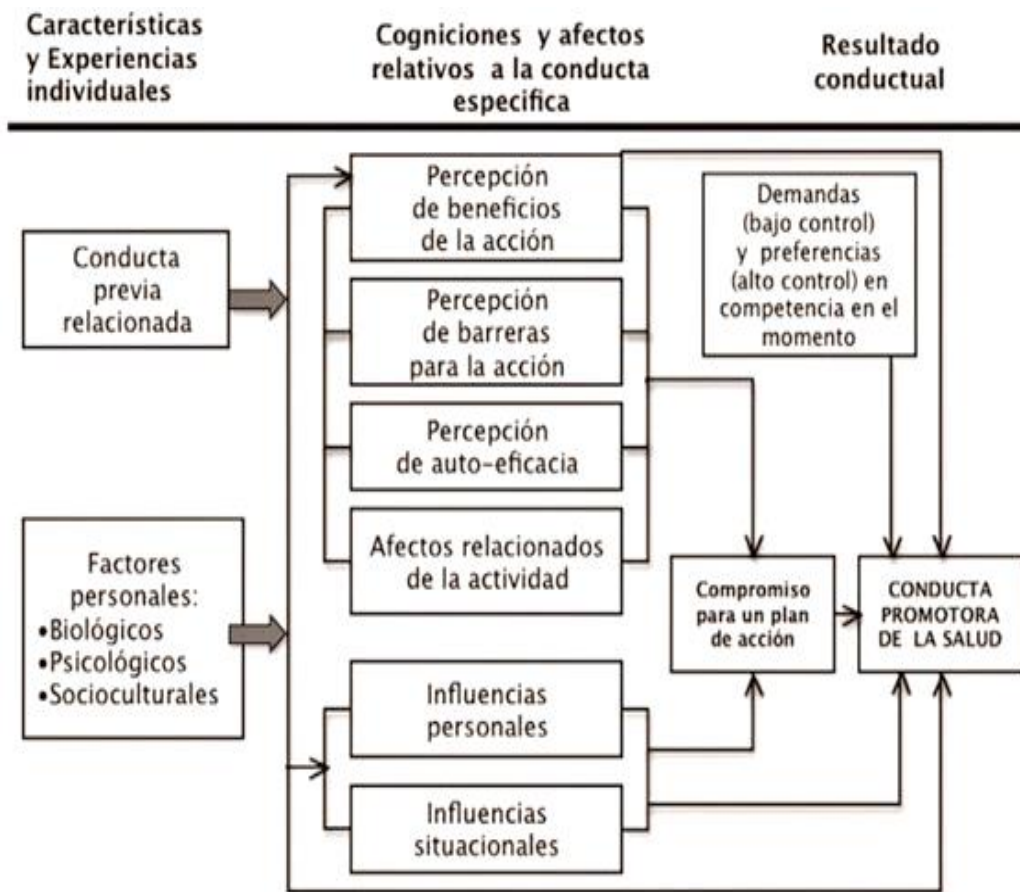 Características
y Experiencias
individuales
Cogniciones y afectos
relativos a la conducta
especifica
Resultado
conductual
Conducta
previa
relacionada
Factores
personales:
•Biológicos
•Psicológicos
•Socioculturales
Percepción
de beneficios
de la acción
Percepción
de barreras
para la acción
Percepción
de auto-eficacia
Afectos relacionados
de la actividad
Influencias
personales
Influencias
situacionales
Demandas
(bajo control)
y preferencias
(alto control) en
competencia en el
momento
Compromiso
para un plan
de acción
CONDUCTA
PROMOTORA
DE LA SALUD